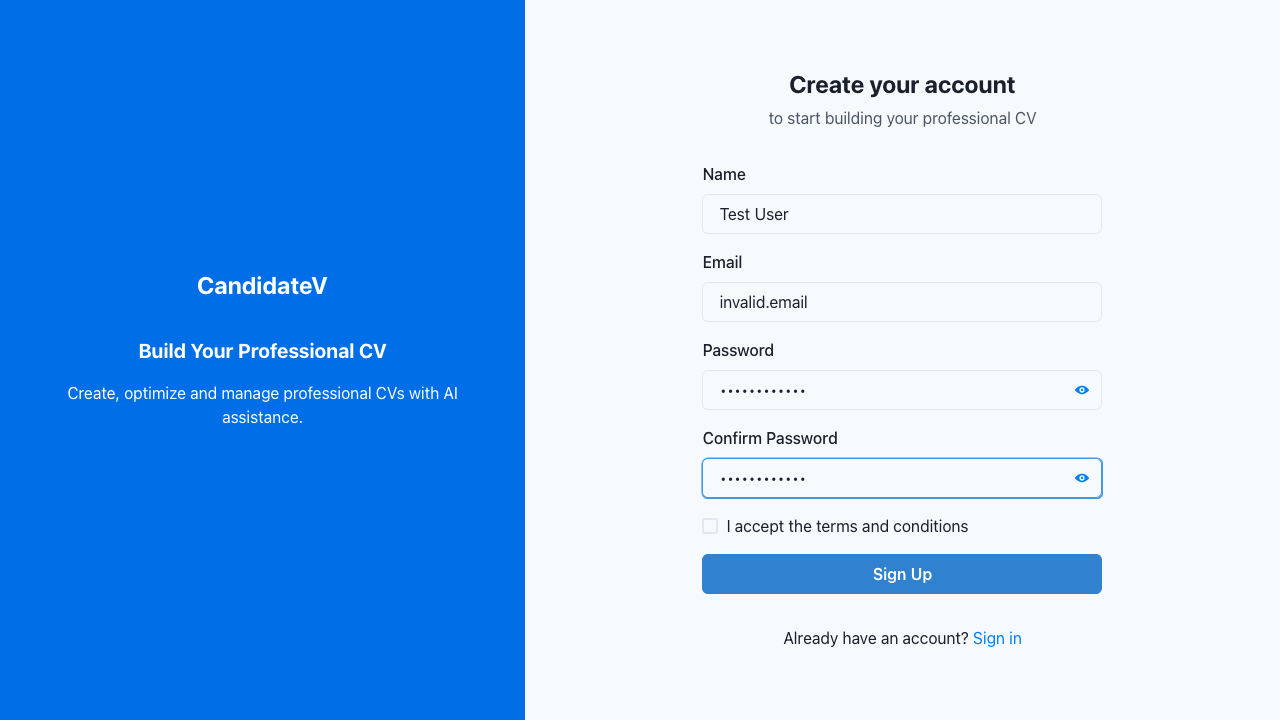 CandidateV
Build Your Professional CV
Create, optimize and manage professional CVs with AI
assistance.
Create your account
to start building your professional CV
Name
Test User
Email
invalid.email
Password
••••••••••••
Confirm Password
••••••••••••
I accept the terms and conditions
Sign Up
Already have an account? Sign in